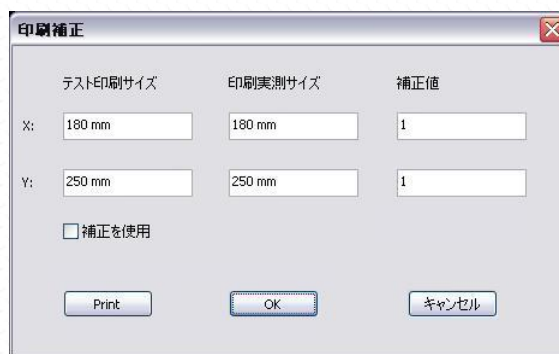 印刷補正
テスト印刷サイズ 印刷実測サイズ 補正値
X: 180 mm 180 mm 1
Y: 250 mm 250 mm 1
補正を使用
Print OK キャンセル